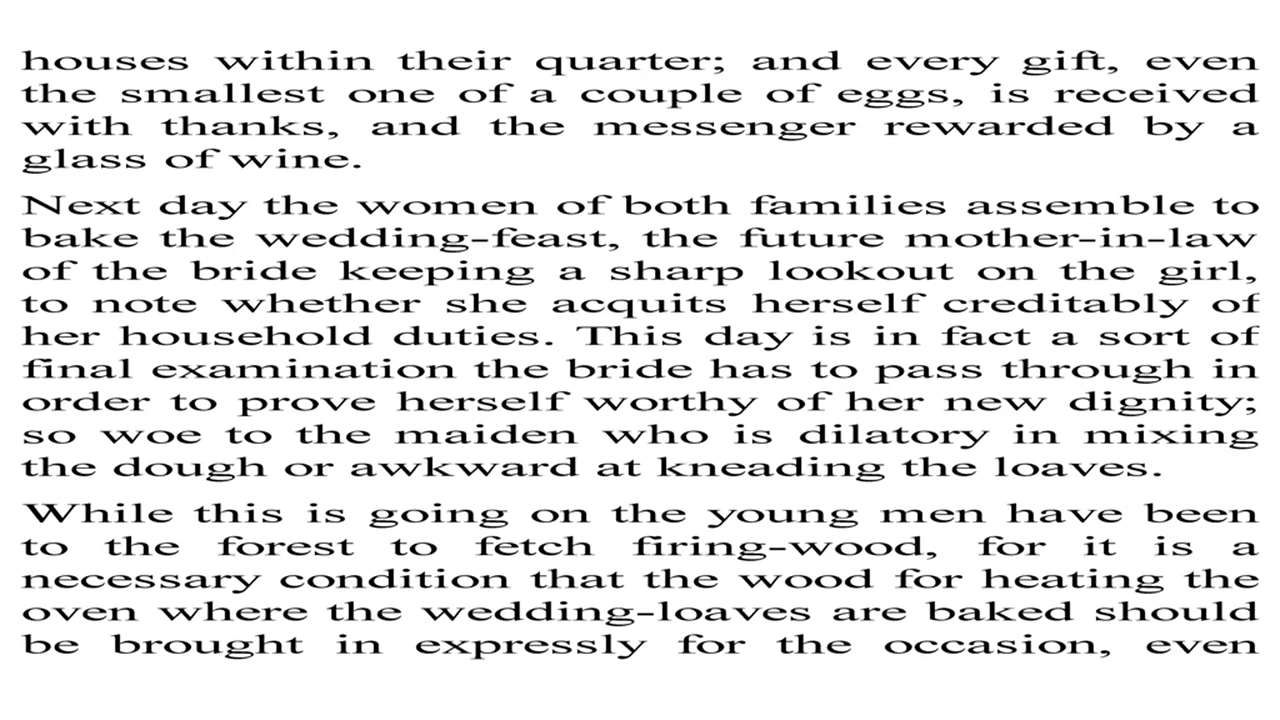 houses within their quarter; and every gift, even
the smallest one of a couple of eggs, is received
with thanks, and the messenger rewarded by a
glass of wine.
Next day the women of both families assemble to
bake the wedding-feast, the future mother-in-law
of the bride keeping a sharp lookout on the girl,
to note whether she acquits herself creditably of
her household duties. This day is in fact a sort of
final examination the bride has to pass through in
order to prove herself worthy of her new dignity;
so woe to the maiden who is dilatory in mixing
the dough or awkward at kneading the loaves.
While this is going on the young men have been
to the forest to fetch firing-wood, for it is a
necessary condition that the wood for heating the
oven where the wedding-loaves are baked should
be brought in expressly for the occasion, even